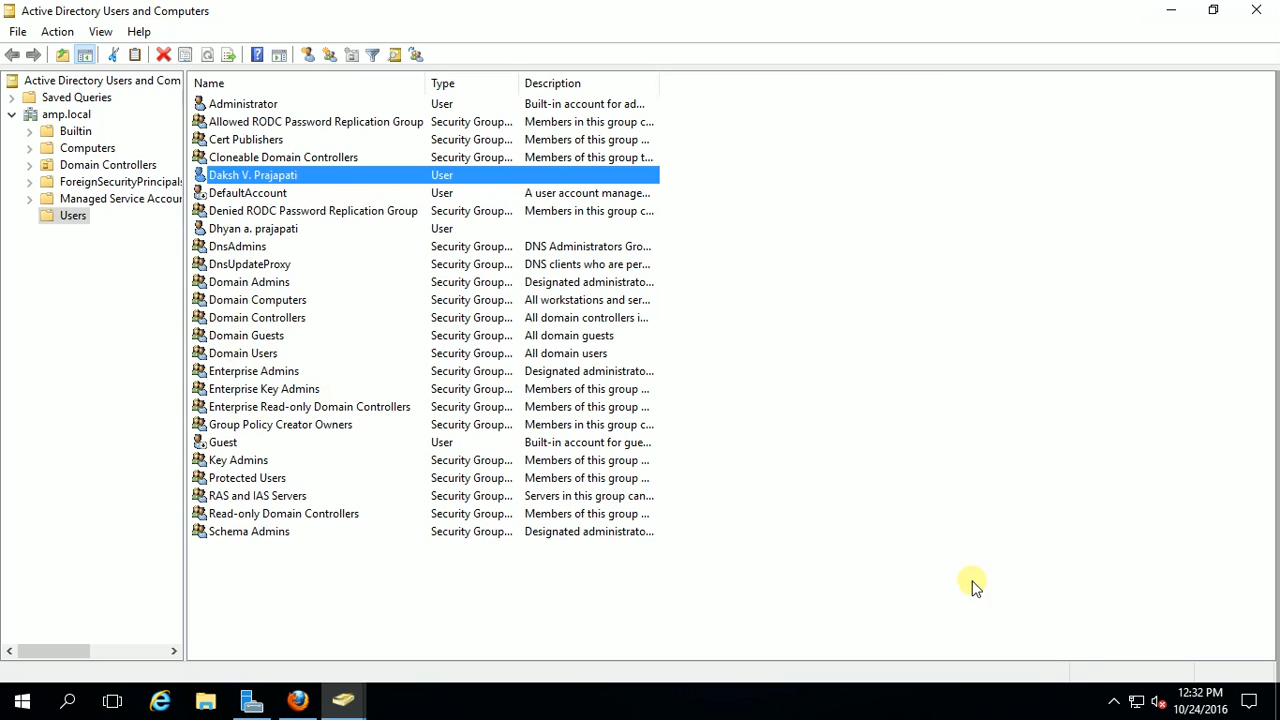 Active Directory Users and Computers
File Action View Help
Active Directory Users and Com
Saved Queries
amp.local
Builtin
Computers
Domain Controllers
ForeignSecurityPrincipals
Managed Service Accoun
Users
Name Type Description
Administrator User Built-in account for ad...
Allowed RODC Password Replication Group Security Group... Members in this group c...
Cert Publishers Security Group... Members of this group ...
Cloneable Domain Controllers Security Group... Members of this group t...
Daksh V. Prajapati User
DefaultAccount User A user account manage...
Denied RODC Password Replication Group Security Group... Members in this group c...
Dhyan a. prajapati User
DnsAdmins Security Group... DNS Administrators Gro...
DnsUpdateProxy Security Group... DNS clients who are per...
Domain Admins Security Group... Designated administrato...
Domain Computers Security Group... All workstations and ser...
Domain Controllers Security Group... All domain controllers i...
Domain Guests Security Group... All domain guests
Domain Users Security Group... All domain users
Enterprise Admins Security Group... Designated administrato...
Enterprise Key Admins Security Group... Members of this group ...
Enterprise Read-only Domain Controllers Security Group... Members of this group ...
Group Policy Creator Owners Security Group... Members in this group c...
Guest User Built-in account for gue...
Key Admins Security Group... Members of this group ...
Protected Users Security Group... Members of this group ...
RAS and IAS Servers Security Group... Servers in this group can...
Read-only Domain Controllers Security Group... Members of this group ...
Schema Admins Security Group... Designated administrato...
12:32 PM
10/24/2016